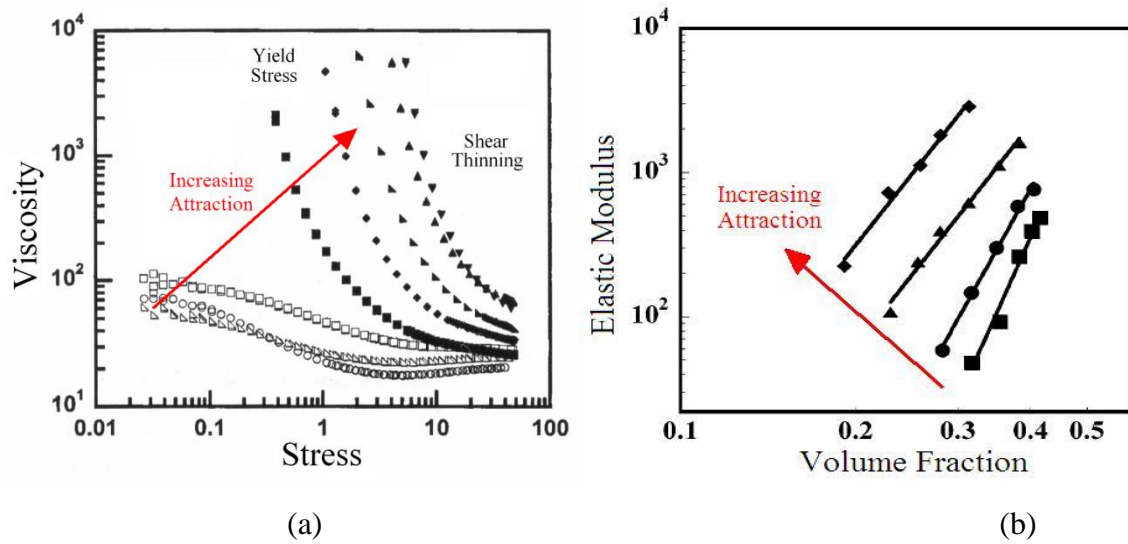 10⁴
10³
10²
10¹
Viscosity
Yield
Stress
Shear
Thinning
Increasing
Attraction
0.01
0.1
1
10
100
Stress
(a)
10⁴
10³
10²
Elastic Modulus
Increasing
Attraction
0.1
0.2
0.3
0.4
0.5
Volume Fraction
(b)